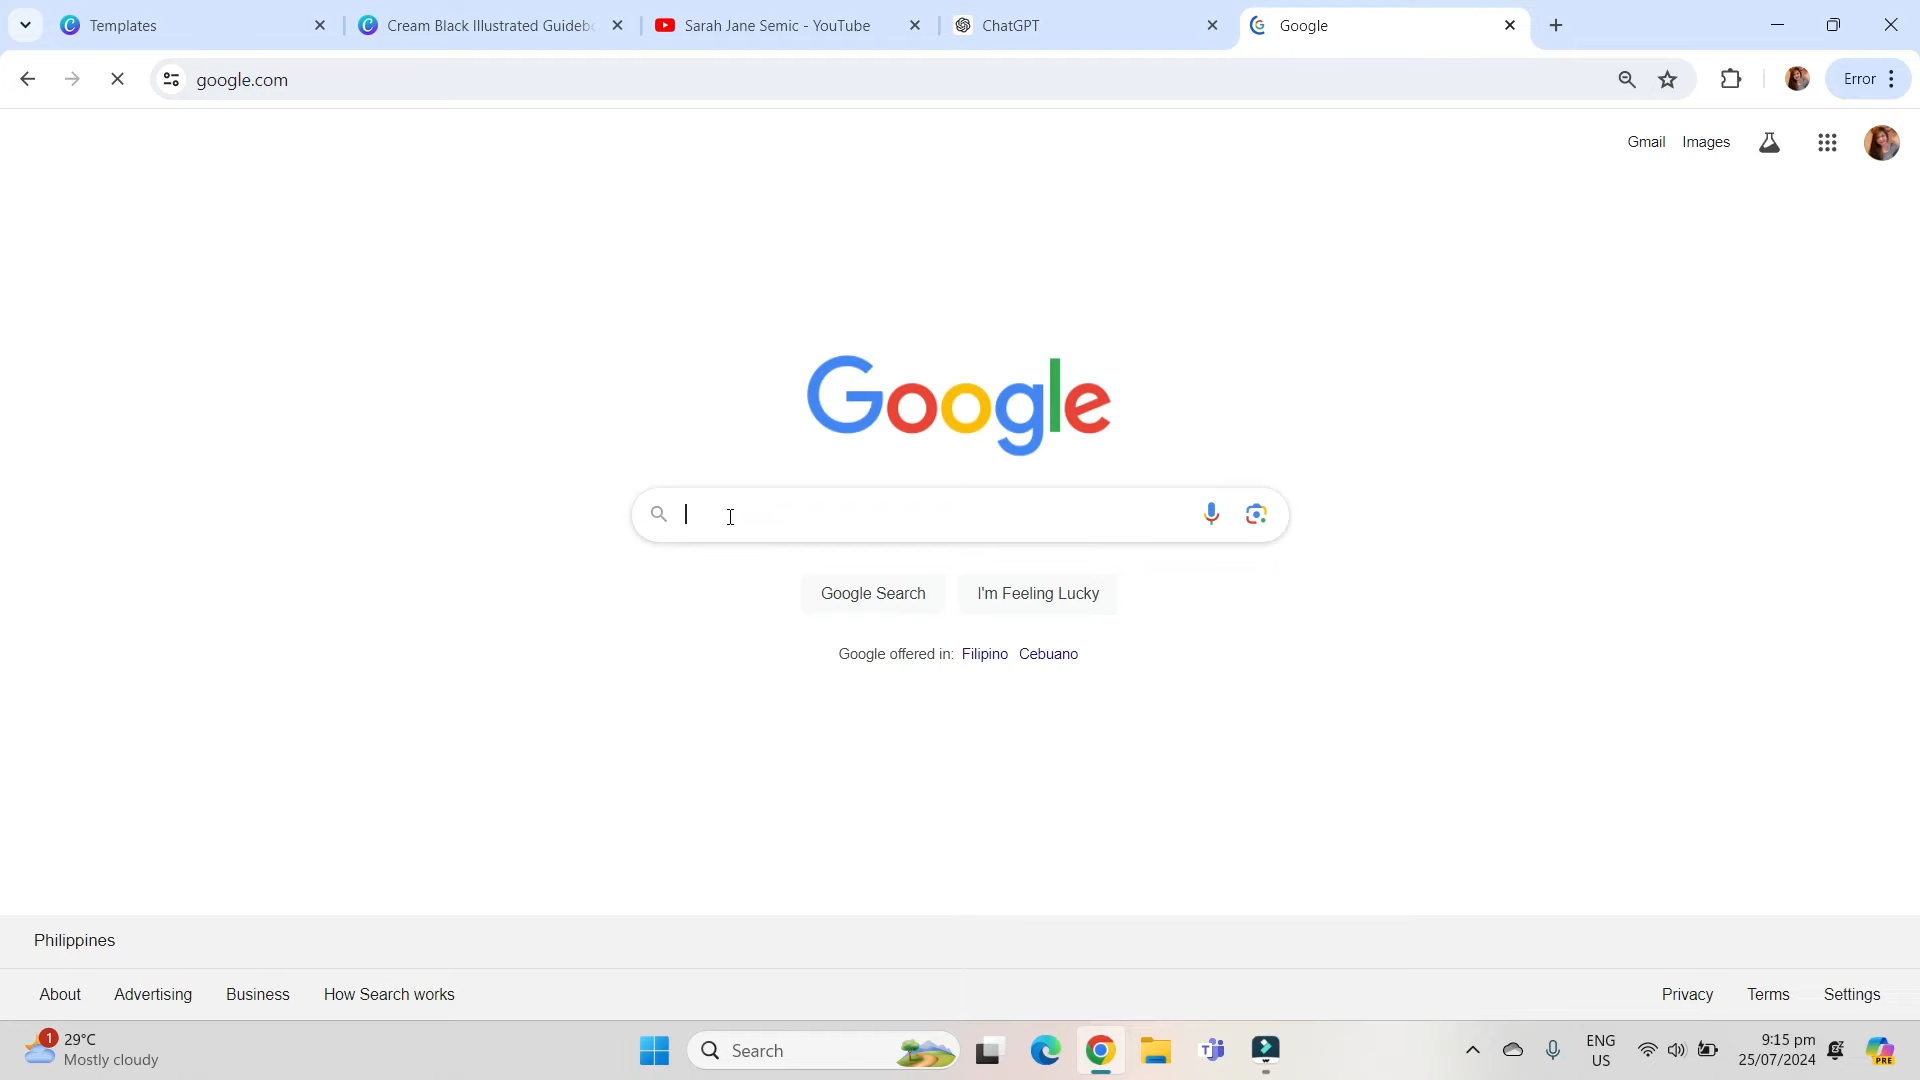 Templates
Cream Black Illustrated Guidebo
Sarah Jane Semic - YouTube
ChatGPT
Google
google.com
Error
Gmail Images
Google
Google Search
I'm Feeling Lucky
Google offered in: Filipino Cebuano
Philippines
About Advertising Business How Search works
Privacy Terms Settings
1
29°C
Mostly cloudy
Search
ENG
US
9:15 pm
25/07/2024
PRE